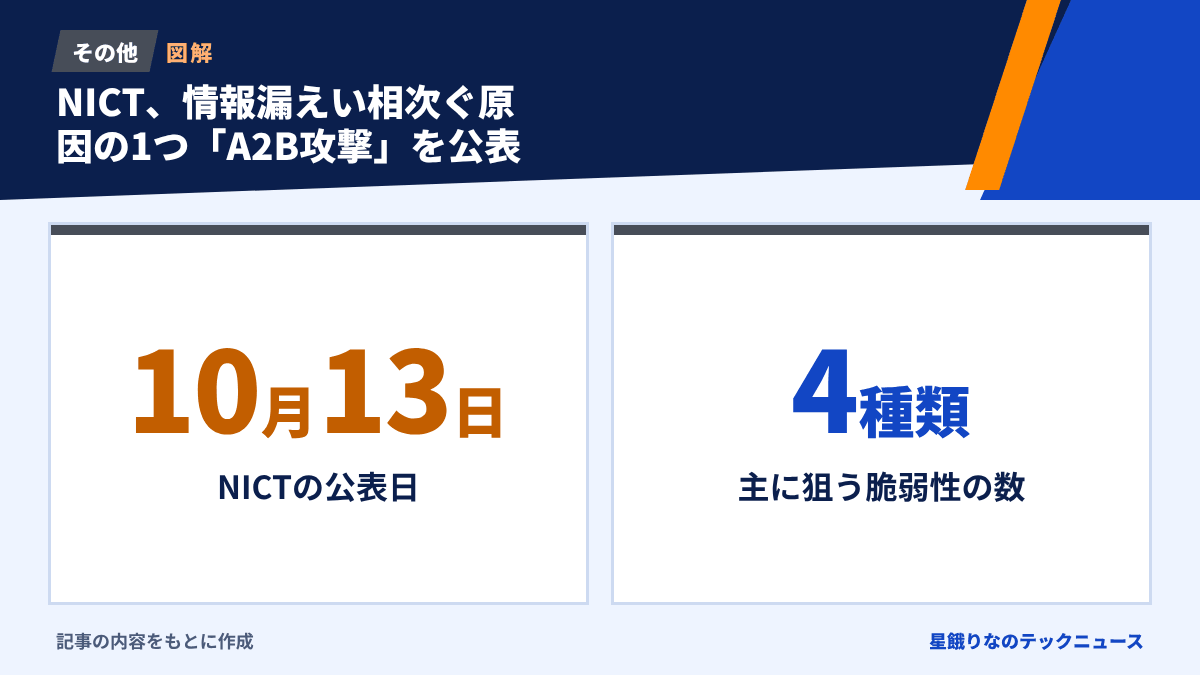 その他 図解
NICT、情報漏えい相次ぐ原
因の1つ「A2B攻撃」を公表
10月13日
NICTの公表日
4種類
主に狙う脆弱性の数
記事の内容をもとに作成
星餓りなのテックニュース